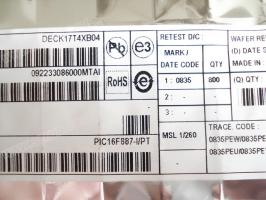 DECK17T4XB04
092233086000MTAI
PIC16F887-I/PT
Pb
e3
RoHS
e
RETEST D/C:
MARK /
DATE CODE QTY
1 : 0835 800
2 : -
3 : -
MSL 1/260
WAFER RE
(D) DATE S
MADE IN
(D)
(A)
(Q)
TRACE. CODE :
0835PEW/0835PE
0835PEU/0835PE